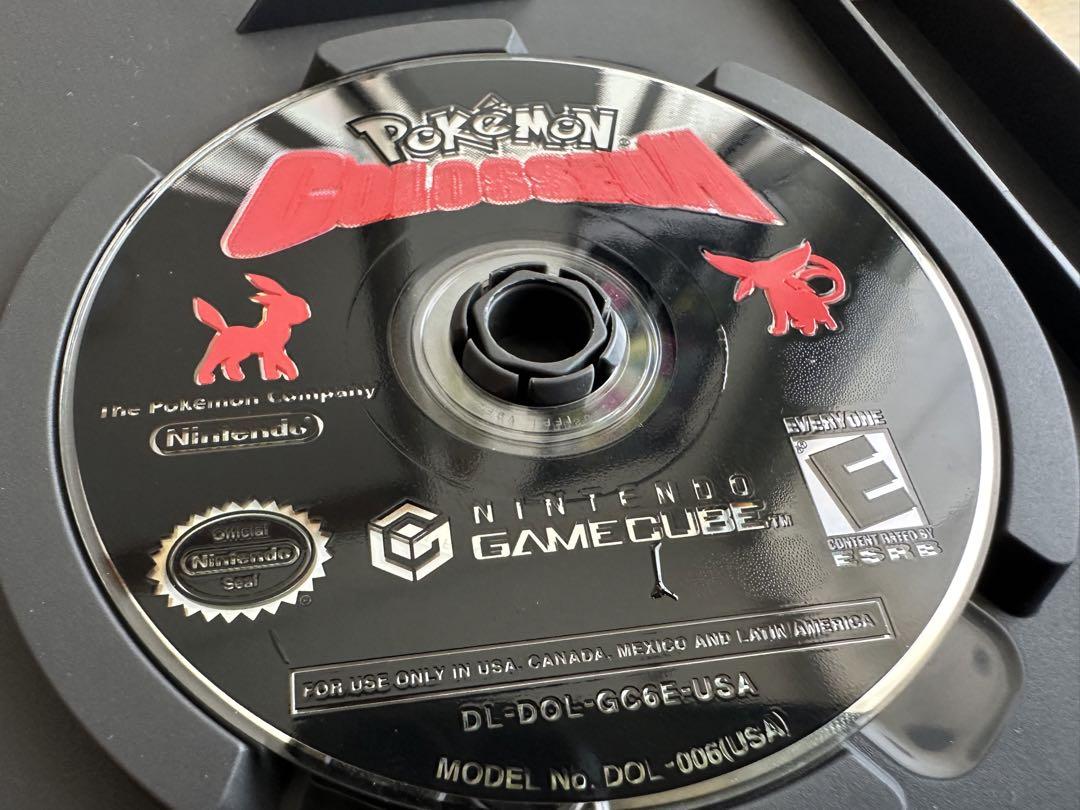 POKéMON®
COLOSSEUM
The Pokémon Company
Nintendo®
Official
Nintendo
Seal
®
NINTENDO
GAMECUBE™
EVERYONE
E
®
CONTENT RATED BY
ESRB
FOR USE ONLY IN USA, CANADA, MEXICO AND LATIN AMERICA
DL-DOL-GC6E-USA
MODEL No. DOL-006(USA)